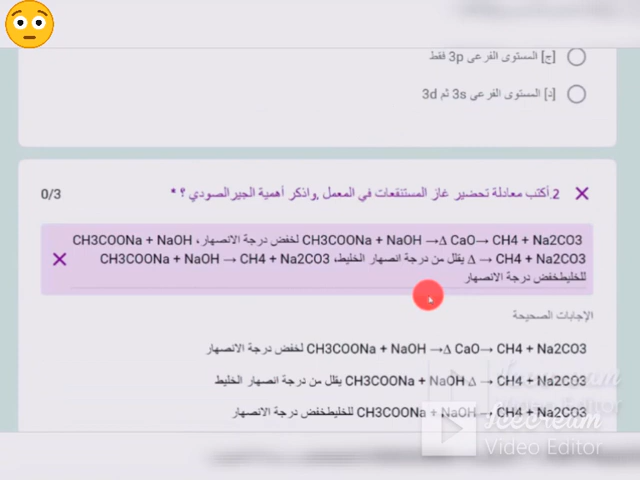 [ج] المستوى الفرعي 3p فقط
[د] المستوى الفرعي 3s ثم 3d
2.أكتب معادلة تحضير غاز المستنقعات في المعمل ,واذكر أهمية الجير الصودي ؟ *
0/3
CH3COONa + NaOH →Δ CaO→ CH4 + Na2CO3 لخفض درجة الانصهار، CH3COONa + NaOH
Δ → CH4 + Na2CO3 يقلل من درجة انصهار الخليط، CH3COONa + NaOH → CH4 + Na2CO3
للخليطخفض درجة الانصهار
الإجابات الصحيحة
CH3COONa + NaOH →Δ CaO→ CH4 + Na2CO3 لخفض درجة الانصهار
CH3COONa + NaOH Δ → CH4 + Na2CO3 يقلل من درجة انصهار الخليط
CH3COONa + NaOH → CH4 + Na2CO3 للخليطخفض درجة الانصهار
Icecream
Video Editor